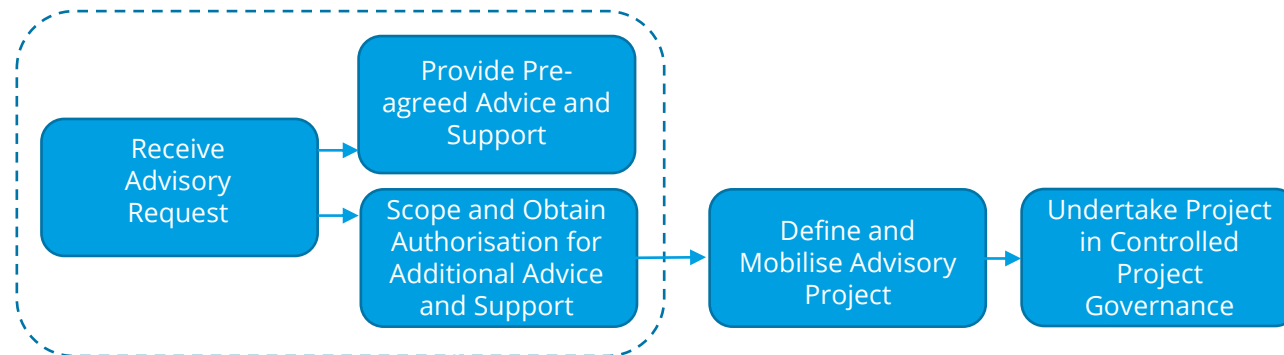 Receive
Advisory
Request
Provide Pre-
agreed Advice and
Support
Scope and Obtain
Authorisation for
Additional Advice
and Support
Define and
Mobilise Advisory
Project
Undertake Project
in Controlled
Project
Governance